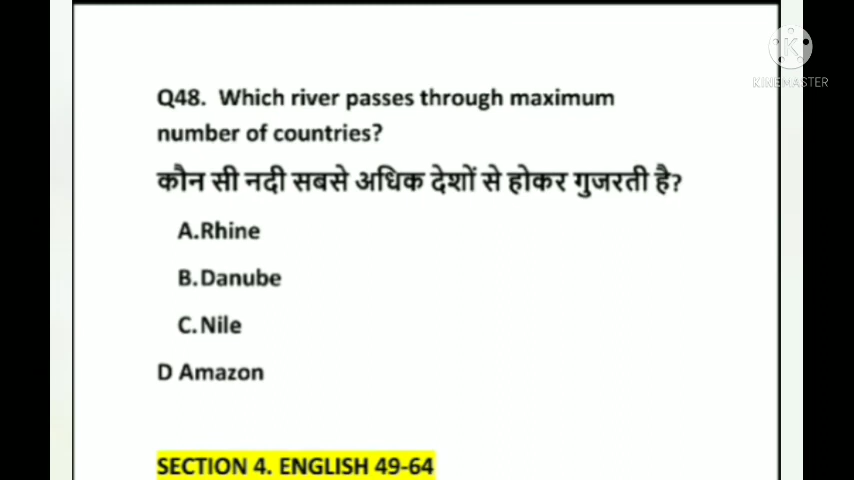 KINEMASTER
Q48. Which river passes through maximum
number of countries?
कौन सी नदी सबसे अधिक देशों से होकर गुजरती है?
A.Rhine
B.Danube
C.Nile
D Amazon
SECTION 4. ENGLISH 49-64